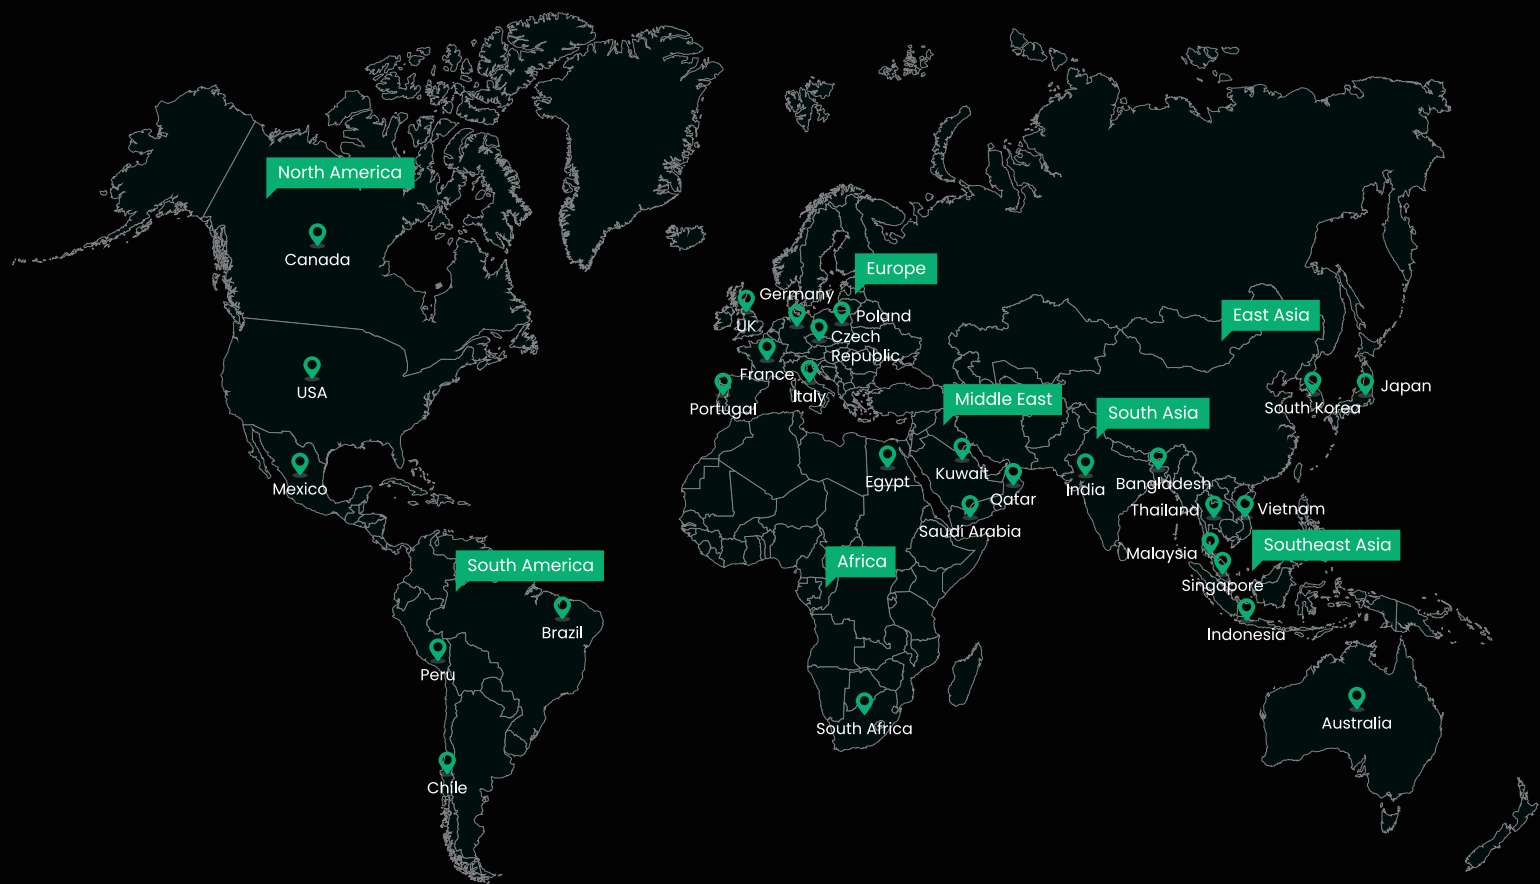 North America
Canada
USA
Mexico
South America
Brazil
Peru
Chile
Europe
Germany
UK
Poland
Czech
Republic
France
Italy
Portugal
Middle East
Kuwait
Qatar
Saudi Arabia
Egypt
Africa
South Africa
South Asia
India
Bangladesh
East Asia
South Korea
Japan
Thailand
Vietnam
Southeast Asia
Malaysia
Singapore
Indonesia
Australia